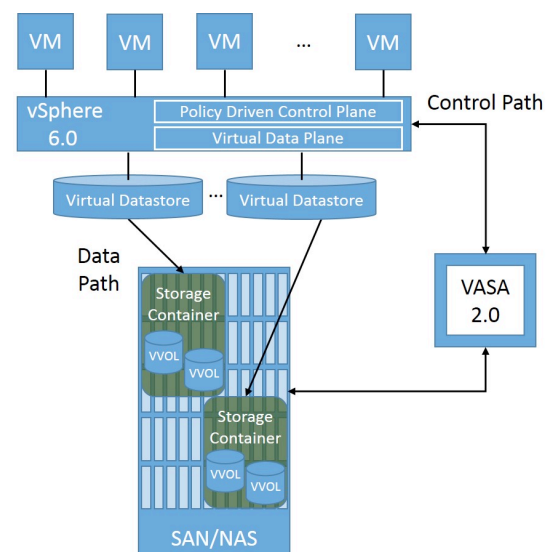 VM
VM
VM
...
VM
vSphere
6.0
Policy Driven Control Plane
Virtual Data Plane
Control Path
Virtual Datastore
...
Virtual Datastore
Data
Path
Storage
Container
VVOL
VVOL
VASA
2.0
Storage
Container
VVOL
VVOL
SAN/NAS